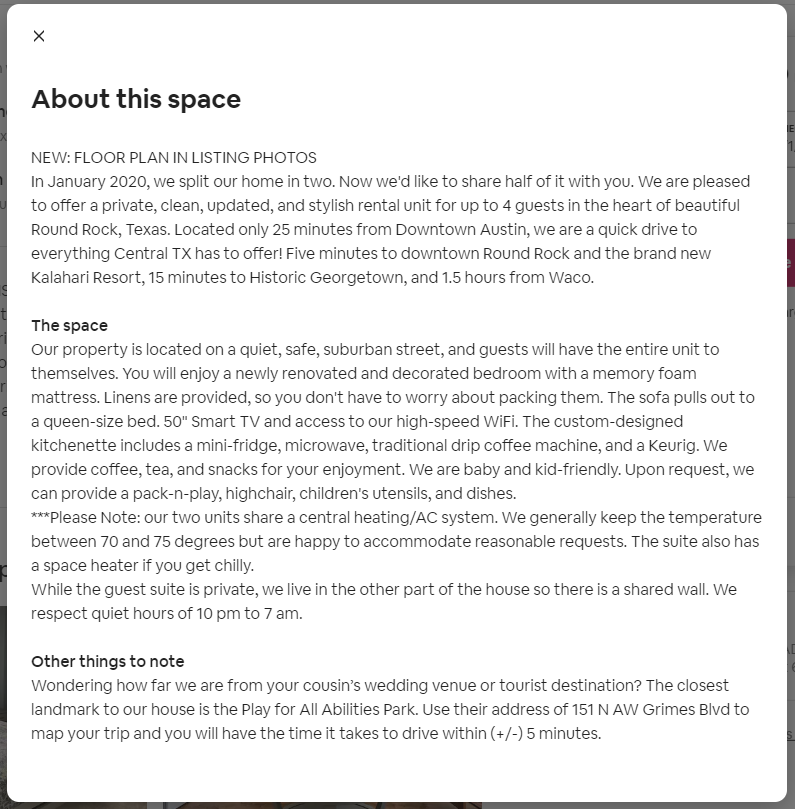 About this space
NEW: FLOOR PLAN IN LISTING PHOTOS
In January 2020, we split our home in two. Now we'd like to share half of it with you. We are pleased
to offer a private, clean, updated, and stylish rental unit for up to 4 guests in the heart of beautiful
Round Rock, Texas. Located only 25 minutes from Downtown Austin, we are a quick drive to
everything Central TX has to offer! Five minutes to downtown Round Rock and the brand new
Kalahari Resort, 15 minutes to Historic Georgetown, and 1.5 hours from Waco.
The space
Our property is located on a quiet, safe, suburban street, and guests will have the entire unit to
themselves. You will enjoy a newly renovated and decorated bedroom with a memory foam
mattress. Linens are provided, so you don't have to worry about packing them. The sofa pulls out to
a queen-size bed. 50" Smart TV and access to our high-speed WiFi. The custom-designed
kitchenette includes a mini-fridge, microwave, traditional drip coffee machine, and a Keurig. We
provide coffee, tea, and snacks for your enjoyment. We are baby and kid-friendly. Upon request, we
can provide a pack-n-play, highchair, children's utensils, and dishes.
***Please Note: our two units share a central heating/AC system. We generally keep the temperature
between 70 and 75 degrees but are happy to accommodate reasonable requests. The suite also has
a space heater if you get chilly.
While the guest suite is private, we live in the other part of the house so there is a shared wall. We
respect quiet hours of 10 pm to 7 am.
Other things to note
Wondering how far we are from your cousin’s wedding venue or tourist destination? The closest
landmark to our house is the Play for All Abilities Park. Use their address of 151 N AW Grimes Blvd to
map your trip and you will have the time it takes to drive within (+/-) 5 minutes.